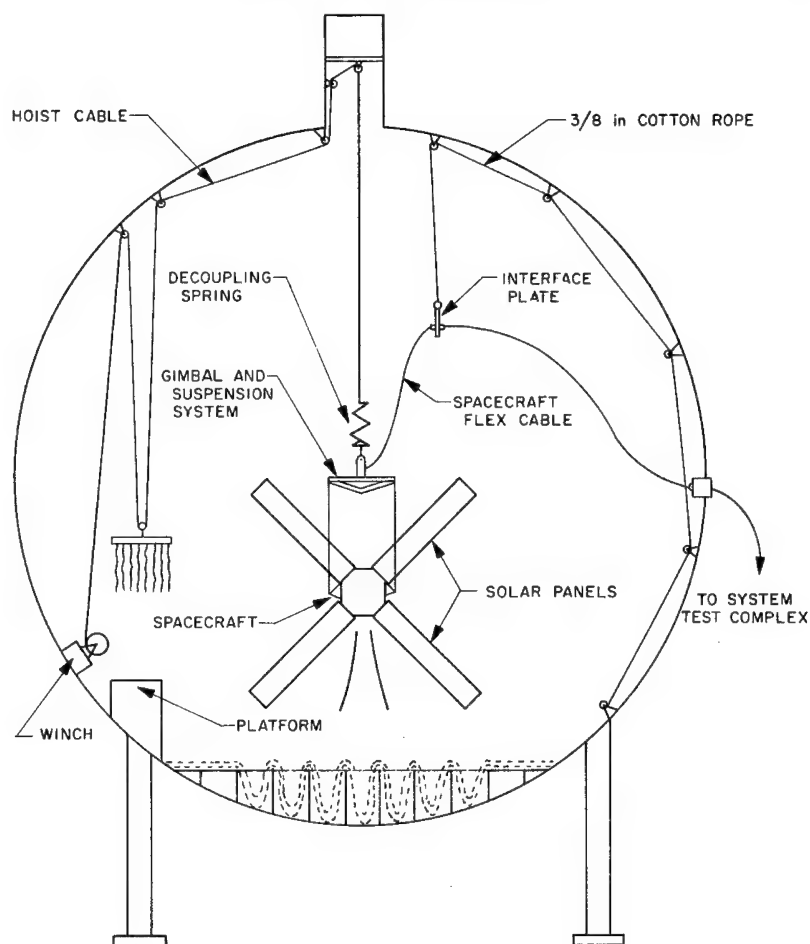 HOIST CABLE
3/8 in COTTON ROPE
DECOUPLING
SPRING
INTERFACE
PLATE
GIMBAL AND
SUSPENSION
SYSTEM
SPACECRAFT
FLEX CABLE
SOLAR PANELS
SPACECRAFT
TO SYSTEM
TEST COMPLEX
WINCH
PLATFORM